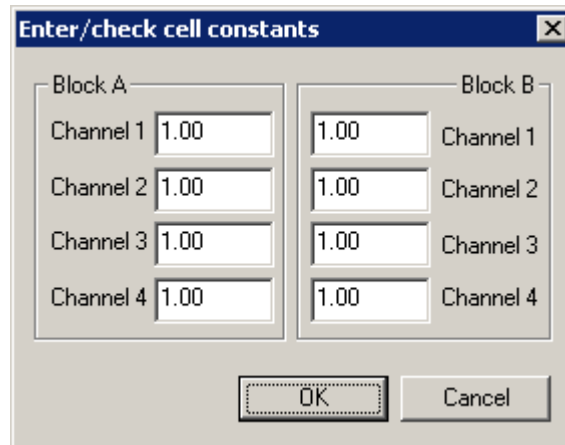 Enter/check cell constants
Block A Block B
Channel 1 1.00 1.00 Channel 1
Channel 2 1.00 1.00 Channel 2
Channel 3 1.00 1.00 Channel 3
Channel 4 1.00 1.00 Channel 4
OK Cancel